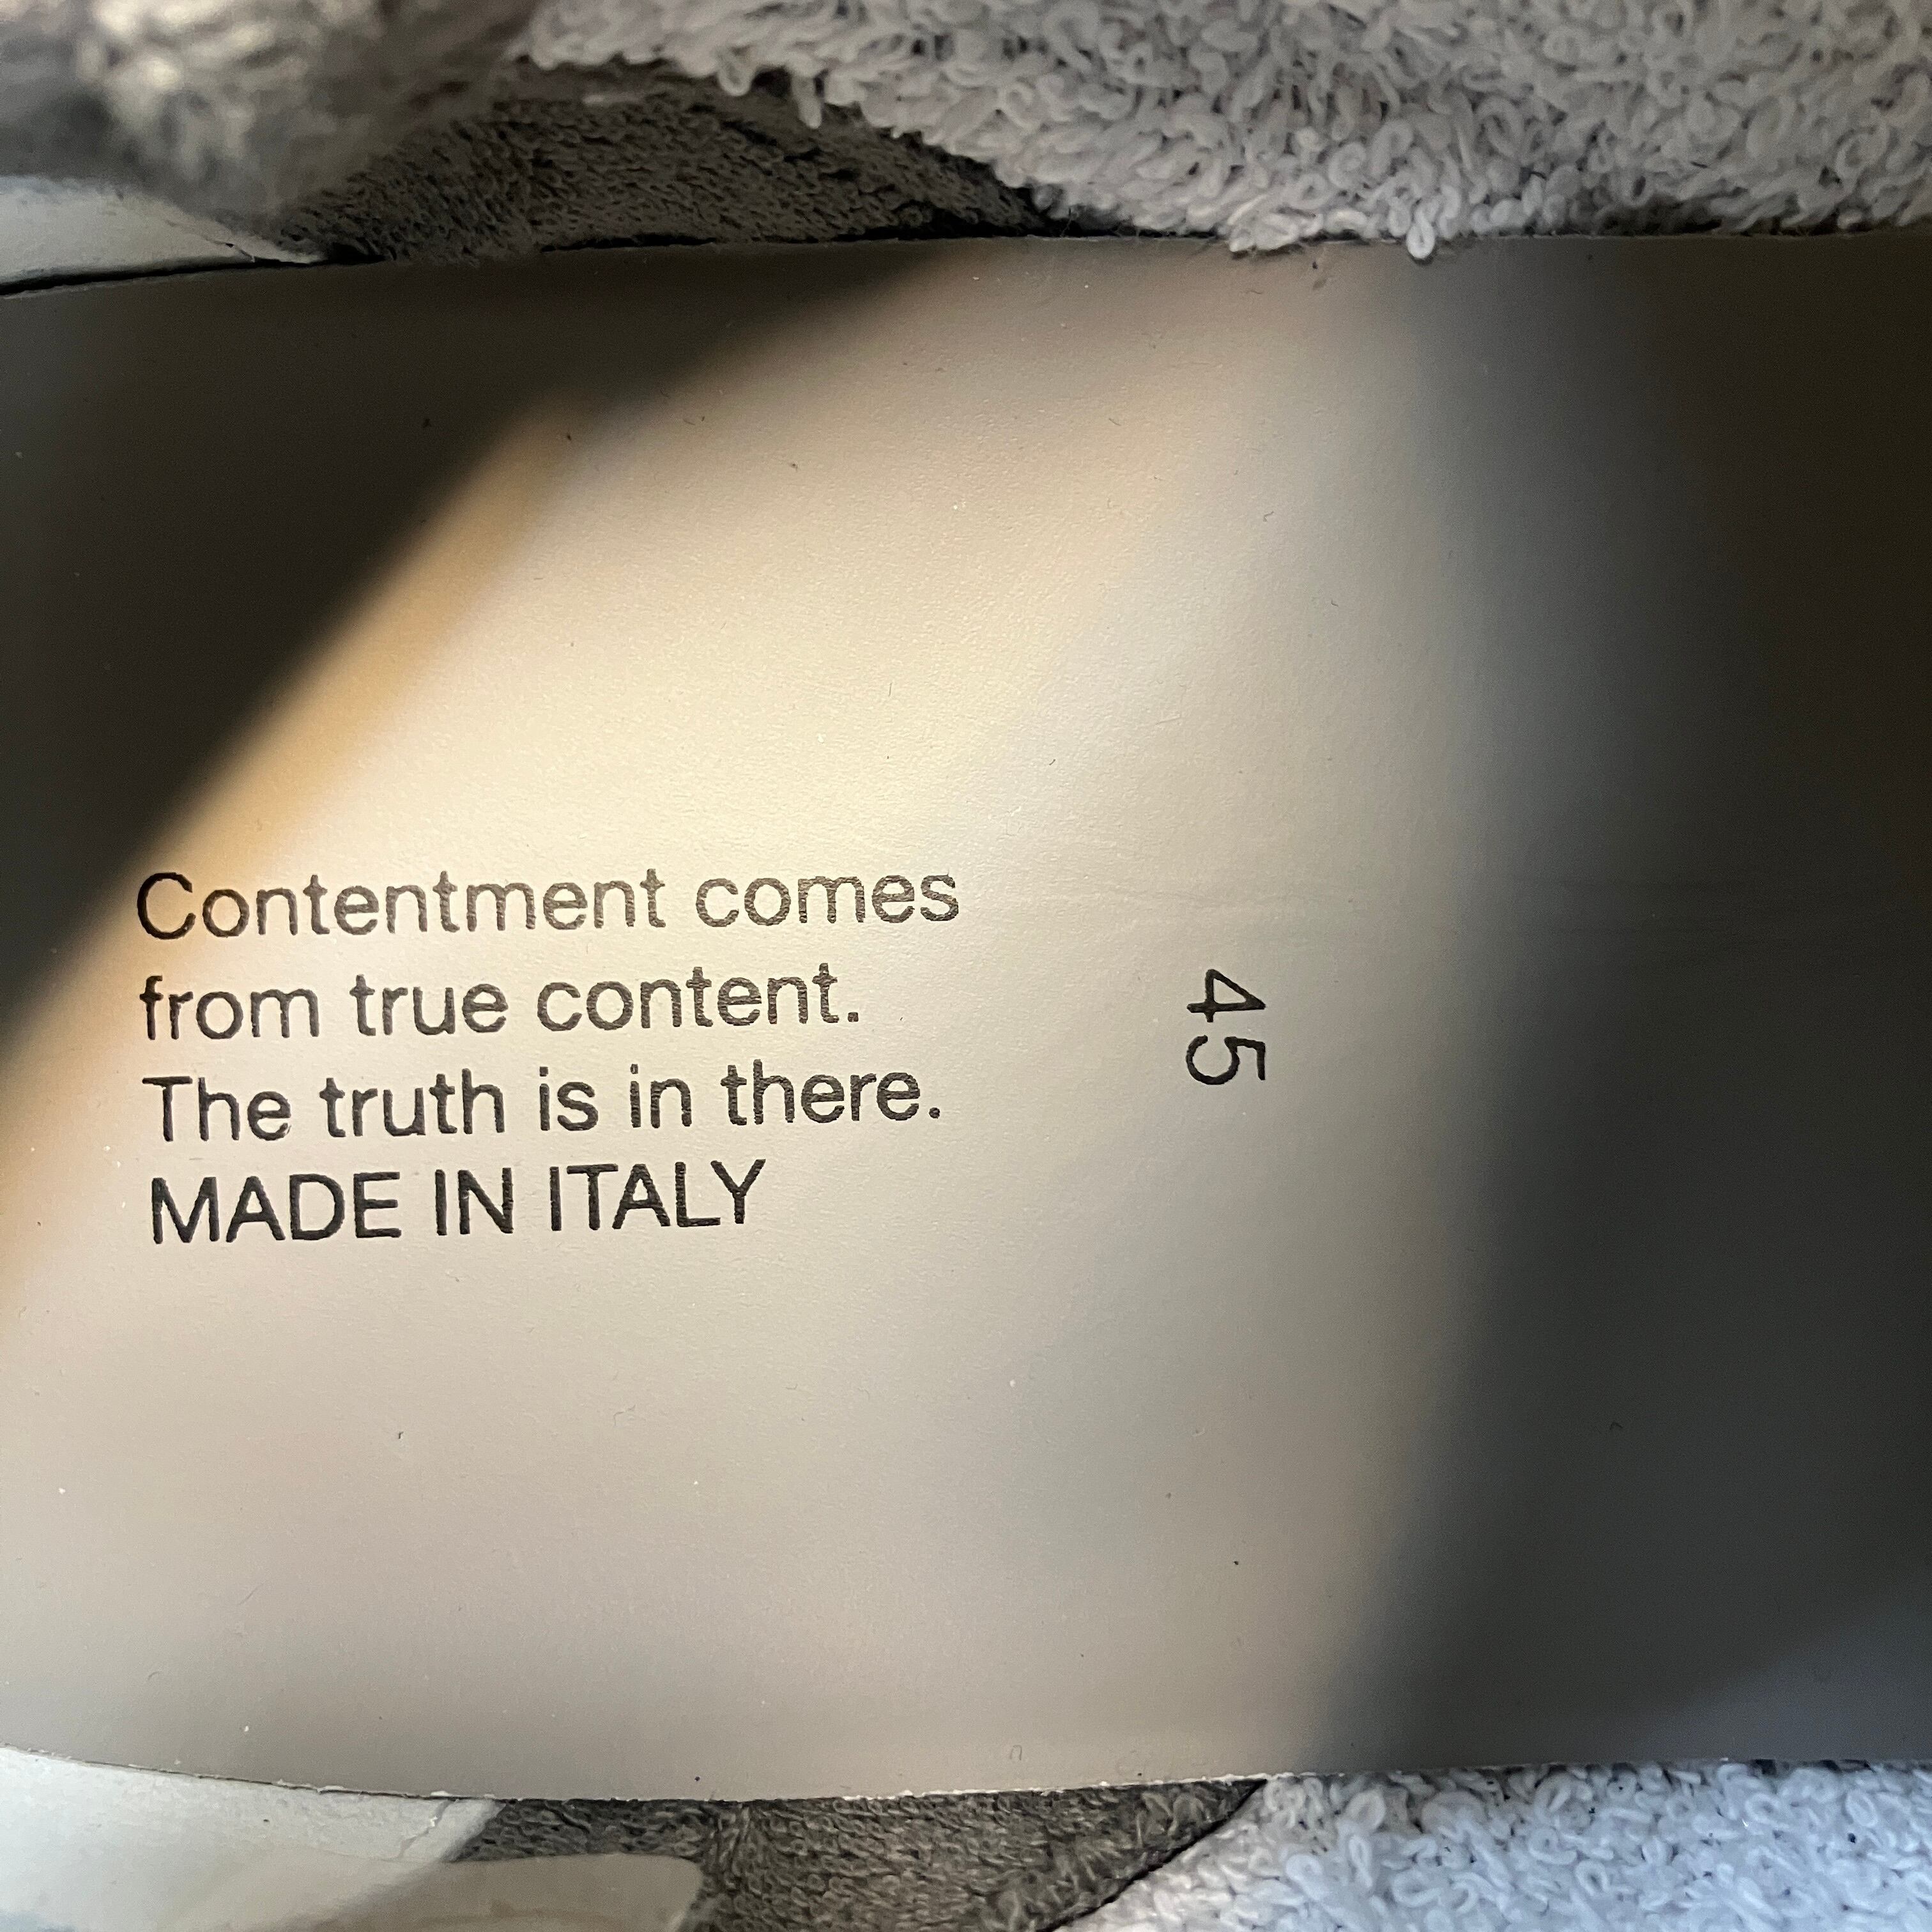 Contentment comes
from true content.
The truth is in there.
MADE IN ITALY
45